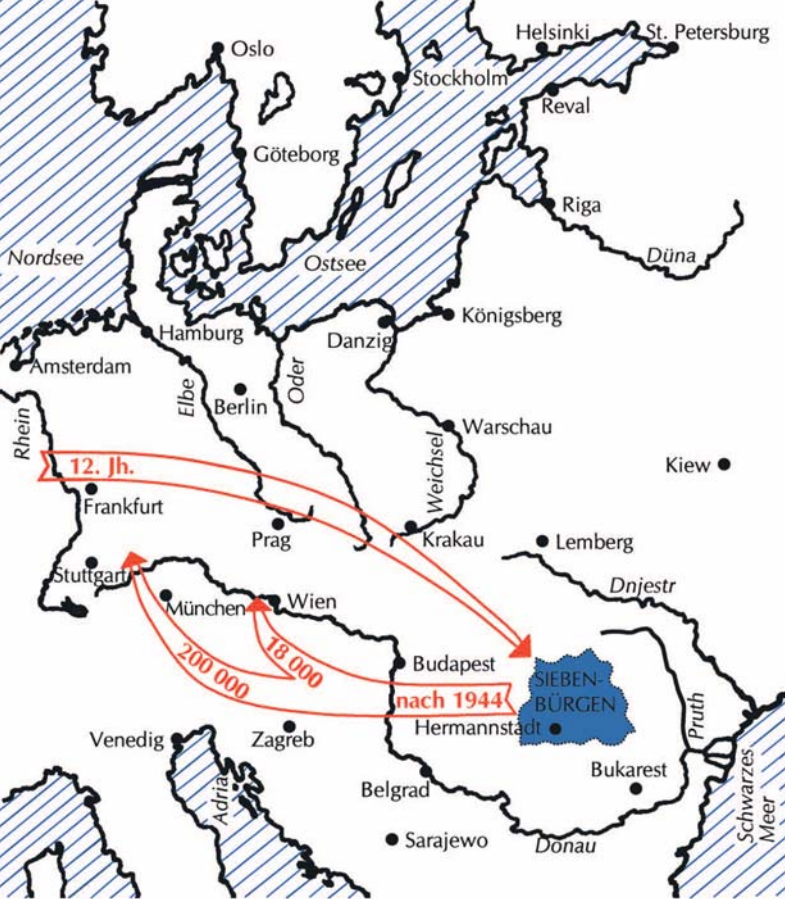 Helsinki
St. Petersburg
Oslo
Stockholm
Reval
Göteborg
Riga
Nordsee
Ostsee
Düna
Königsberg
Hamburg
Danzig
Amsterdam
Elbe
Oder
Berlin
Rhein
Warschau
Weichsel
12. Jh.
Kiew
Frankfurt
Prag
Krakau
Lemberg
Stuttgart
Dnjestr
München
Wien
18 000
200 000
Budapest
SIEBEN-
BÜRGEN
nach 1944
Hermannstadt
Pruth
Venedig
Zagreb
Bukarest
Belgrad
Adria
Schwarzes
Meer
Sarajewo
Donau